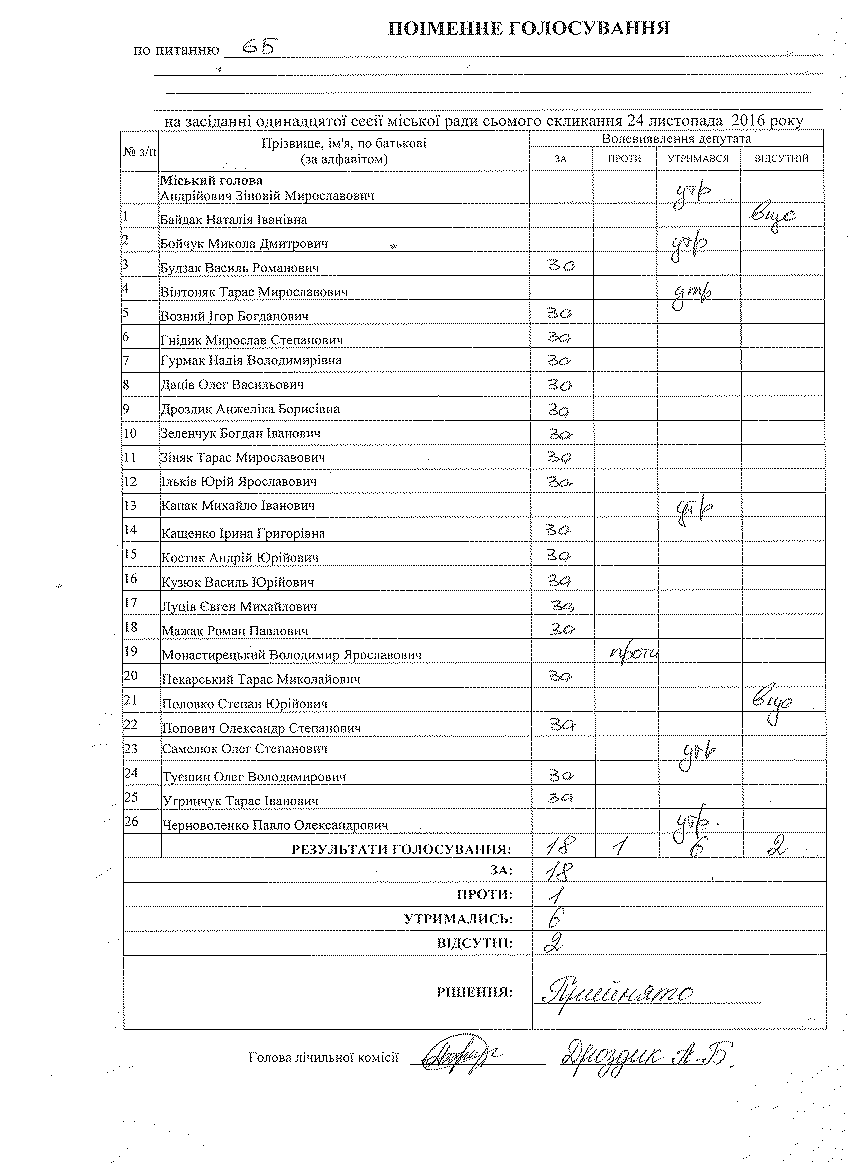 ПОІМЕННЕ ГОЛОСУВАННЯ
по питанню 6Б
на засіданні одинадцятої сесії міської ради сьомого скликання 24 листопада 2016 року
№ з/п Прізвище, ім'я, по батькові Волевиявлення депутата
(за алфавітом) ЗА ПРОТИ УТРИМАВСЯ ВІДСУТНІЙ
Міський голова
Андрійович Зіновій Мирославович утр
1 Байдак Наталія Іванівна відс
2 Бойчук Микола Дмитрович утр
3 Будзак Василь Романович за
4 Вінтоняк Тарас Мирославович утр
5 Возний Ігор Богданович за
6 Гнідик Мирослав Степанович за
7 Гурмак Надія Володимирівна за
8 Даців Олег Васильович за
9 Дроздик Анжеліка Борисівна за
10 Зеленчук Богдан Іванович за
11 Зіняк Тарас Мирославович за
12 Ільків Юрій Ярославович за
13 Капак Михайло Іванович утр
14 Кащенко Ірина Григорівна за
15 Костик Андрій Юрійович за
16 Кузюк Василь Юрійович за
17 Луців Євген Михайлович за
18 Мажак Роман Павлович за
19 Монастирецький Володимир Ярославович проти
20 Пекарський Тарас Миколайович за
21 Половко Степан Юрійович відс
22 Попович Олександр Степанович за
23 Самелюк Олег Степанович утр
24 Туєшин Олег Володимирович за
25 Угринчук Тарас Іванович за
26 Черноволенко Павло Олександрович утр.
РЕЗУЛЬТАТИ ГОЛОСУВАННЯ: 18 1 6 2
ЗА: 18
ПРОТИ: 1
УТРИМАЛИСЬ: 6
ВІДСУТНІ: 2
РІШЕННЯ: Прийнято
Голова лічильної комісії Дроздик А.Б.